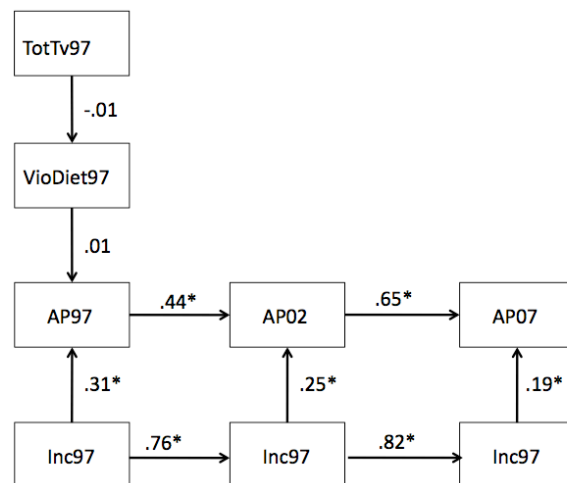 TotTv97
-.01
VioDiet97
.01
AP97
.44*
AP02
.65*
AP07
.31*
.25*
.19*
Inc97
.76*
Inc97
.82*
Inc97